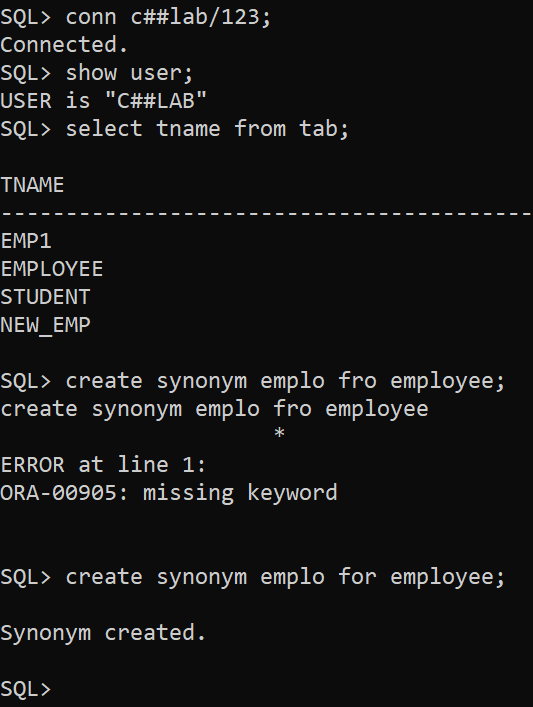 SQL> conn c##lab/123;
Connected.
SQL> show user;
USER is "C##LAB"
SQL> select tname from tab;
TNAME
-----------------------------------------
EMP1
EMPLOYEE
STUDENT
NEW_EMP
SQL> create synonym emplo fro employee;
create synonym emplo fro employee
*
ERROR at line 1:
ORA-00905: missing keyword
SQL> create synonym emplo for employee;
Synonym created.
SQL>